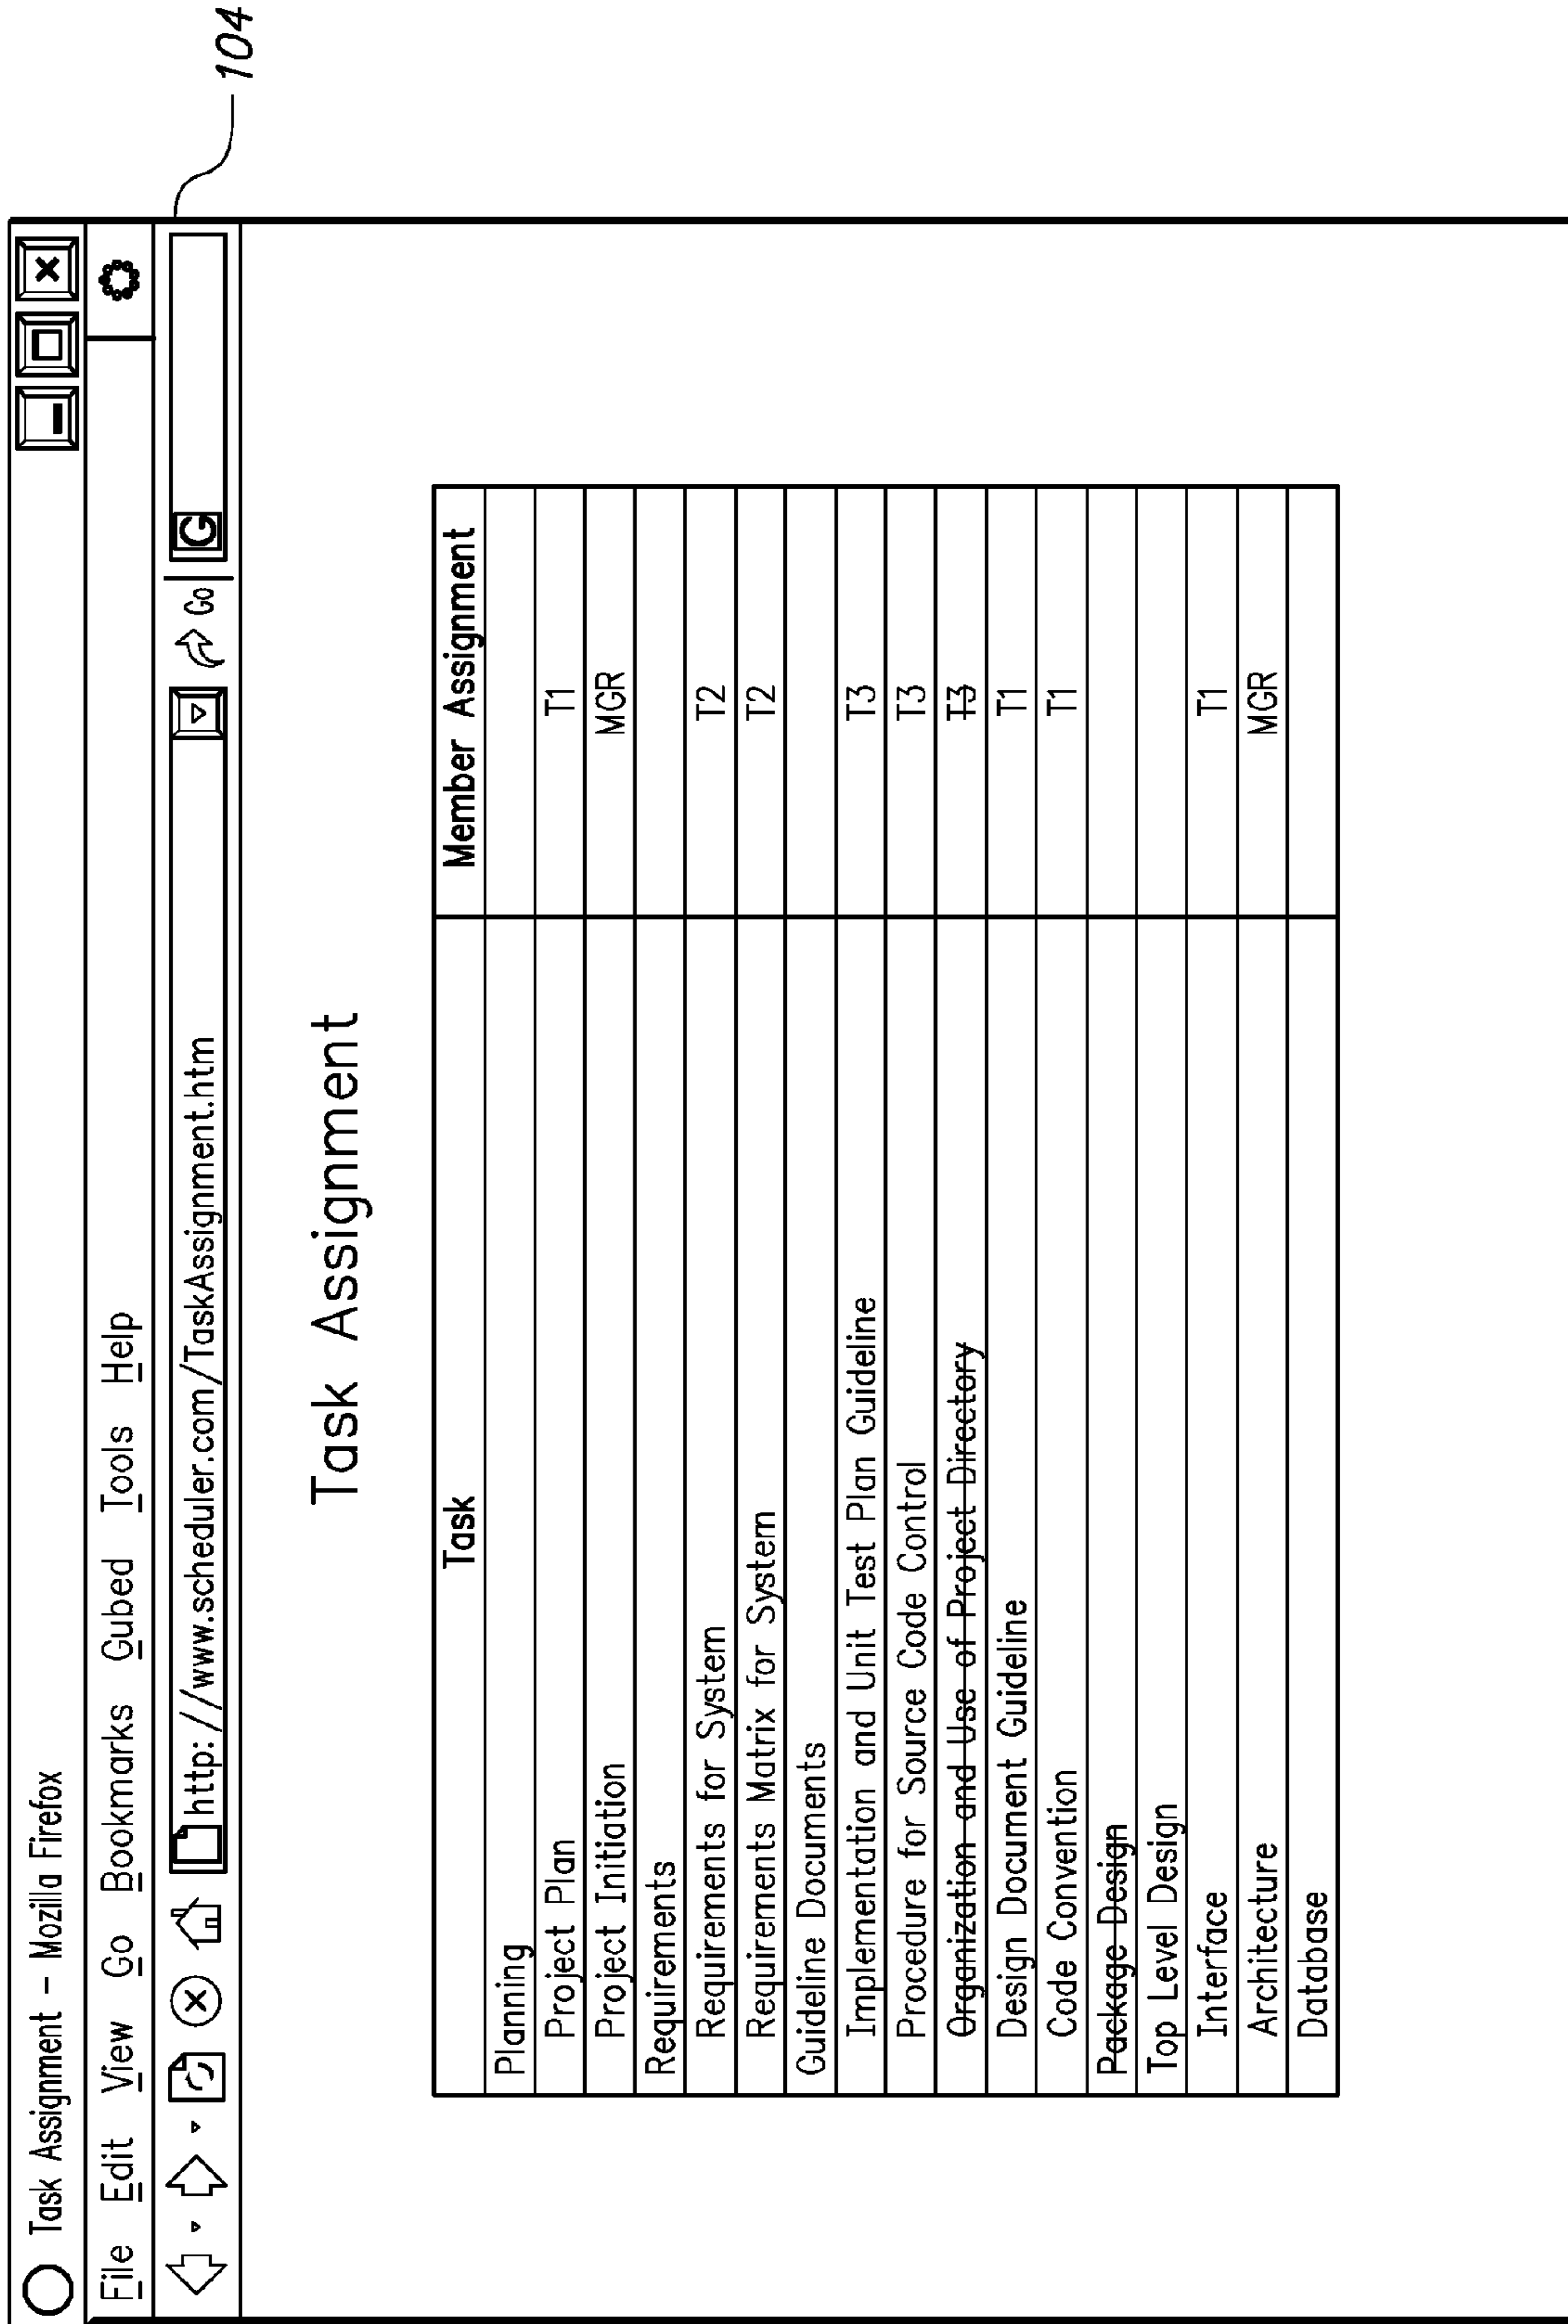 Task Assignment – Mozilla Firefox
File Edit View Go Bookmarks Gubed Tools Help
http://www.scheduler.com/TaskAssignment.htm Go G
104
Task Assignment
Task Member Assignment
Planning
Project Plan T1
Project Initiation MGR
Requirements
Requirements for System T2
Requirements Matrix for System T2
Guideline Documents
Implementation and Unit Test Plan Guideline T3
Procedure for Source Code Control T3
Organization and Use of Project Directory T3
Design Document Guideline T1
Code Convention T1
Package Design
Top Level Design
Interface T1
Architecture MGR
Database